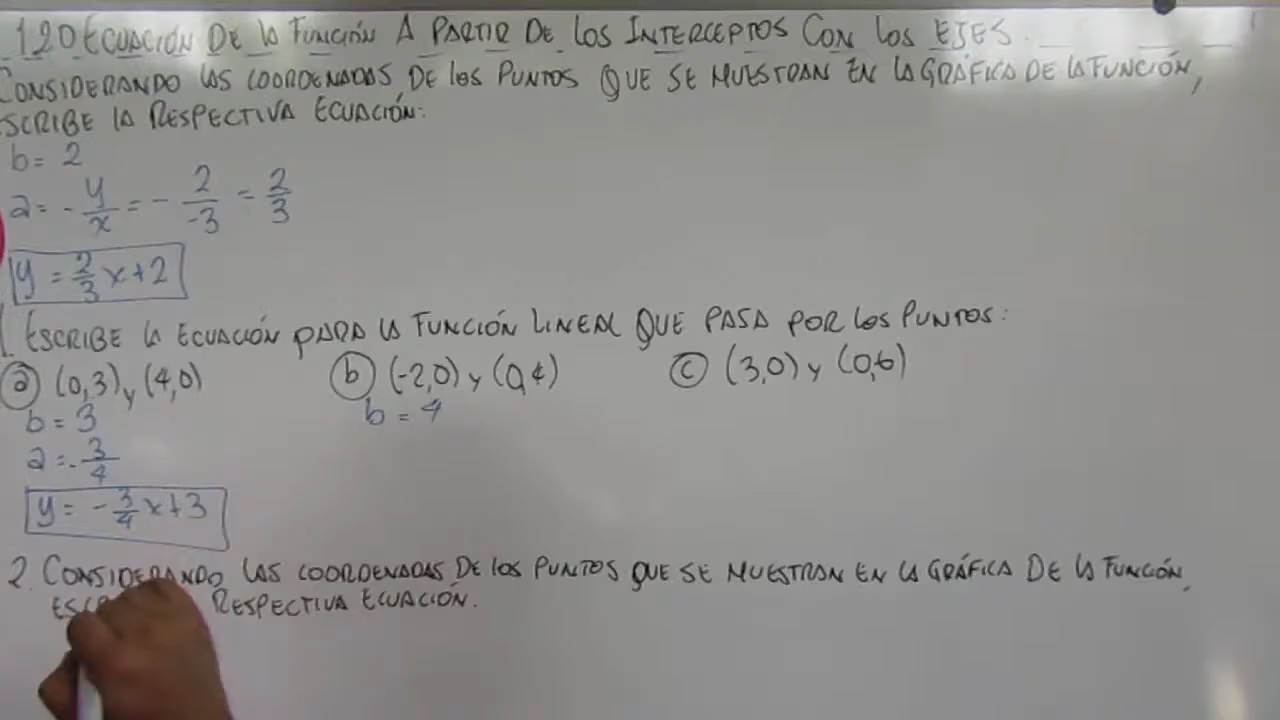 120 ECUACIÓN DE LA FUNCIÓN A PARTIR DE LOS INTERCEPTOS CON LOS EJES.
CONSIDERANDO LAS COORDENADAS DE LOS PUNTOS QUE SE MUESTRAN EN LA GRÁFICA DE LA FUNCIÓN,
ESCRIBE LA RESPECTIVA ECUACIÓN:
b = 2
a = - y/x = - 2/-3 = 2/3
y = 2/3 x + 2
1. ESCRIBE LA ECUACIÓN PARA LA FUNCIÓN LINEAL QUE PASA POR LOS PUNTOS:
a (0,3) y (4,0) b (-2,0) y (0,4) c (3,0) y (0,6)
b = 3 b = 4
a = - 3/4
y = - 3/4 x + 3
2. CONSIDERANDO LAS COORDENADAS DE LOS PUNTOS QUE SE MUESTRAN EN LA GRÁFICA DE LA FUNCIÓN,
RESPECTIVA ECUACIÓN.